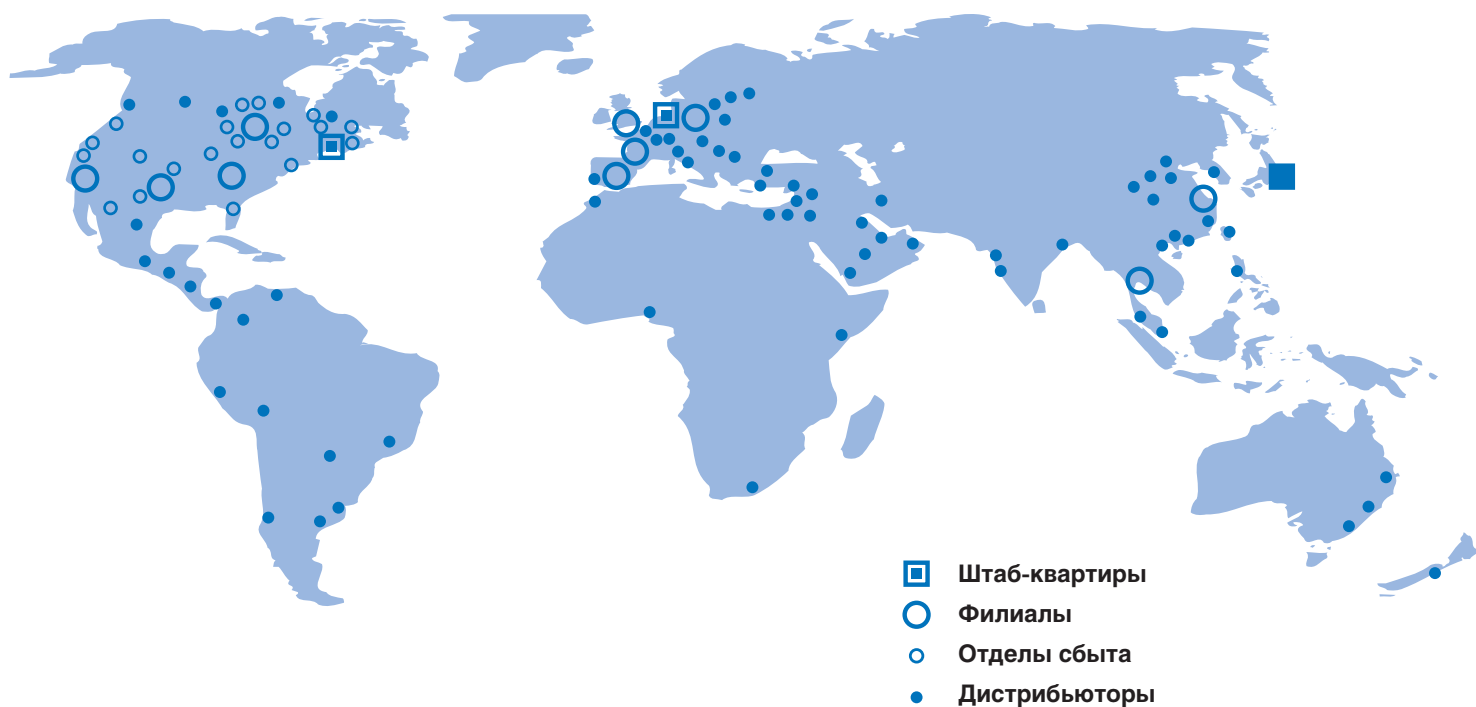 Штаб-квартиры
Филиалы
Отделы сбыта
Дистрибьюторы